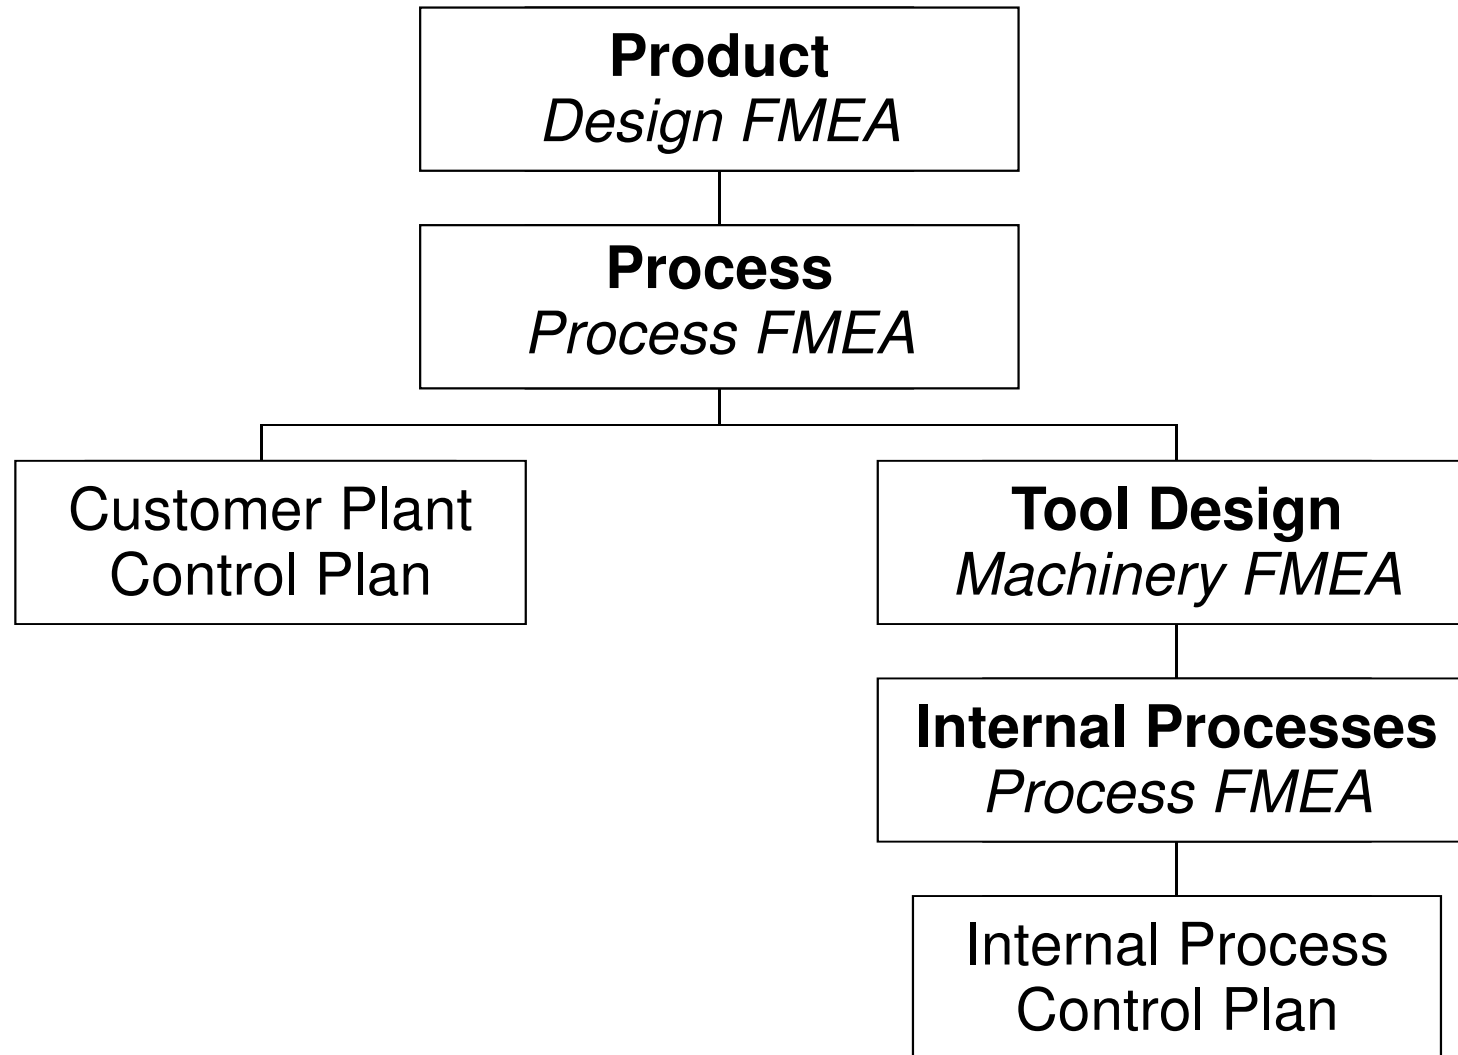 Product
Design FMEA
Process
Process FMEA
Customer Plant
Control Plan
Tool Design
Machinery FMEA
Internal Processes
Process FMEA
Internal Process
Control Plan